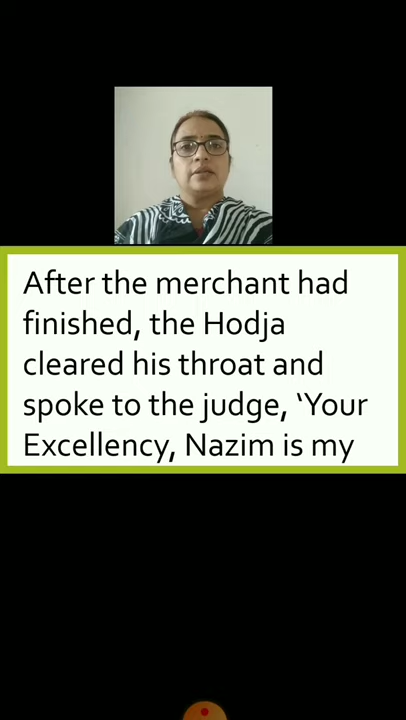 After the merchant had
finished, the Hodja
cleared his throat and
spoke to the judge, ‘Your
Excellency, Nazim is my